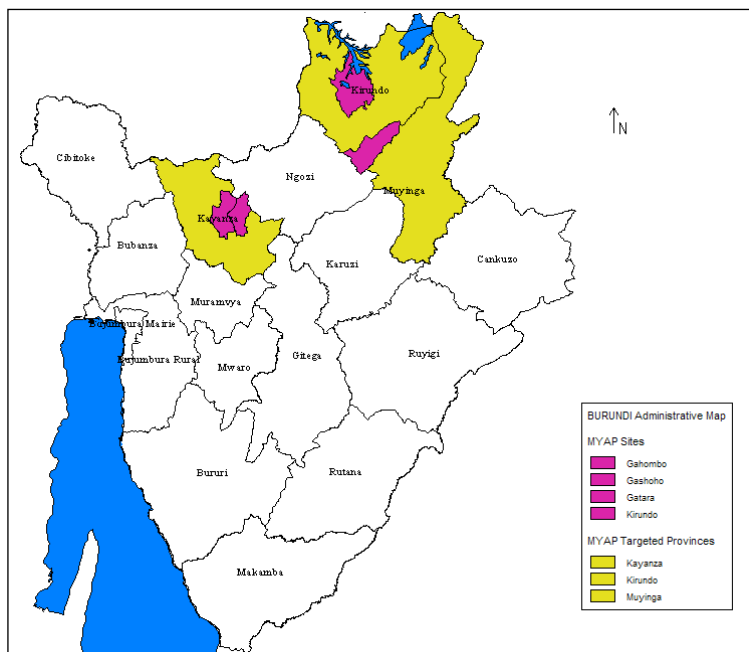 Kirundo
N
Cibitoke
Ngozi
Muyinga
Kayanza
Bubanza
Karuzi
Cankuzo
Muramvya
Bujumbura Mairie
Bujumbura Rural
Mwaro
Gitega
Ruyigi
Bururi
Rutana
Makamba
BURUNDI Administrative Map
MYAP Sites
Gahombo
Gashoho
Gatara
Kirundo
MYAP Targeted Provinces
Kayanza
Kirundo
Muyinga